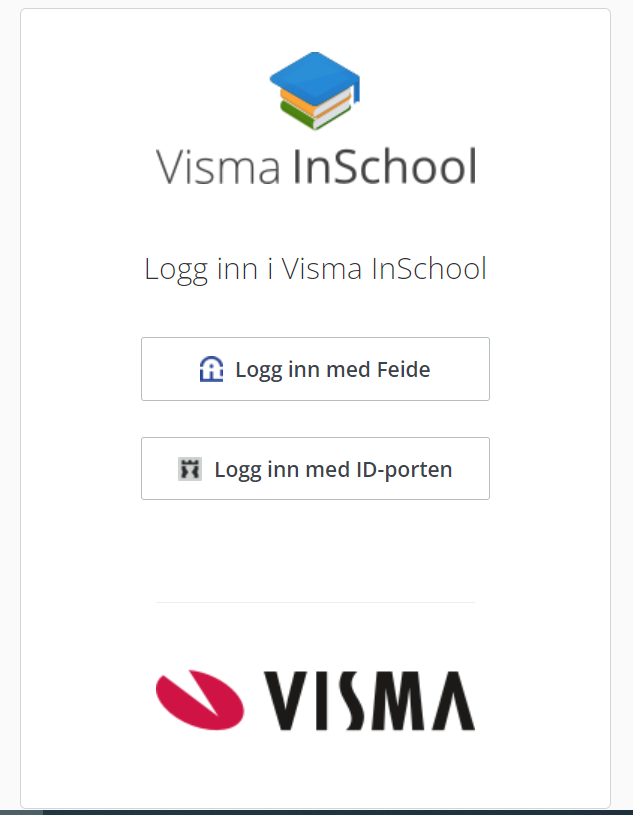 Visma InSchool
Logg inn i Visma InSchool
Logg inn med Feide
Logg inn med ID-porten
VISMA